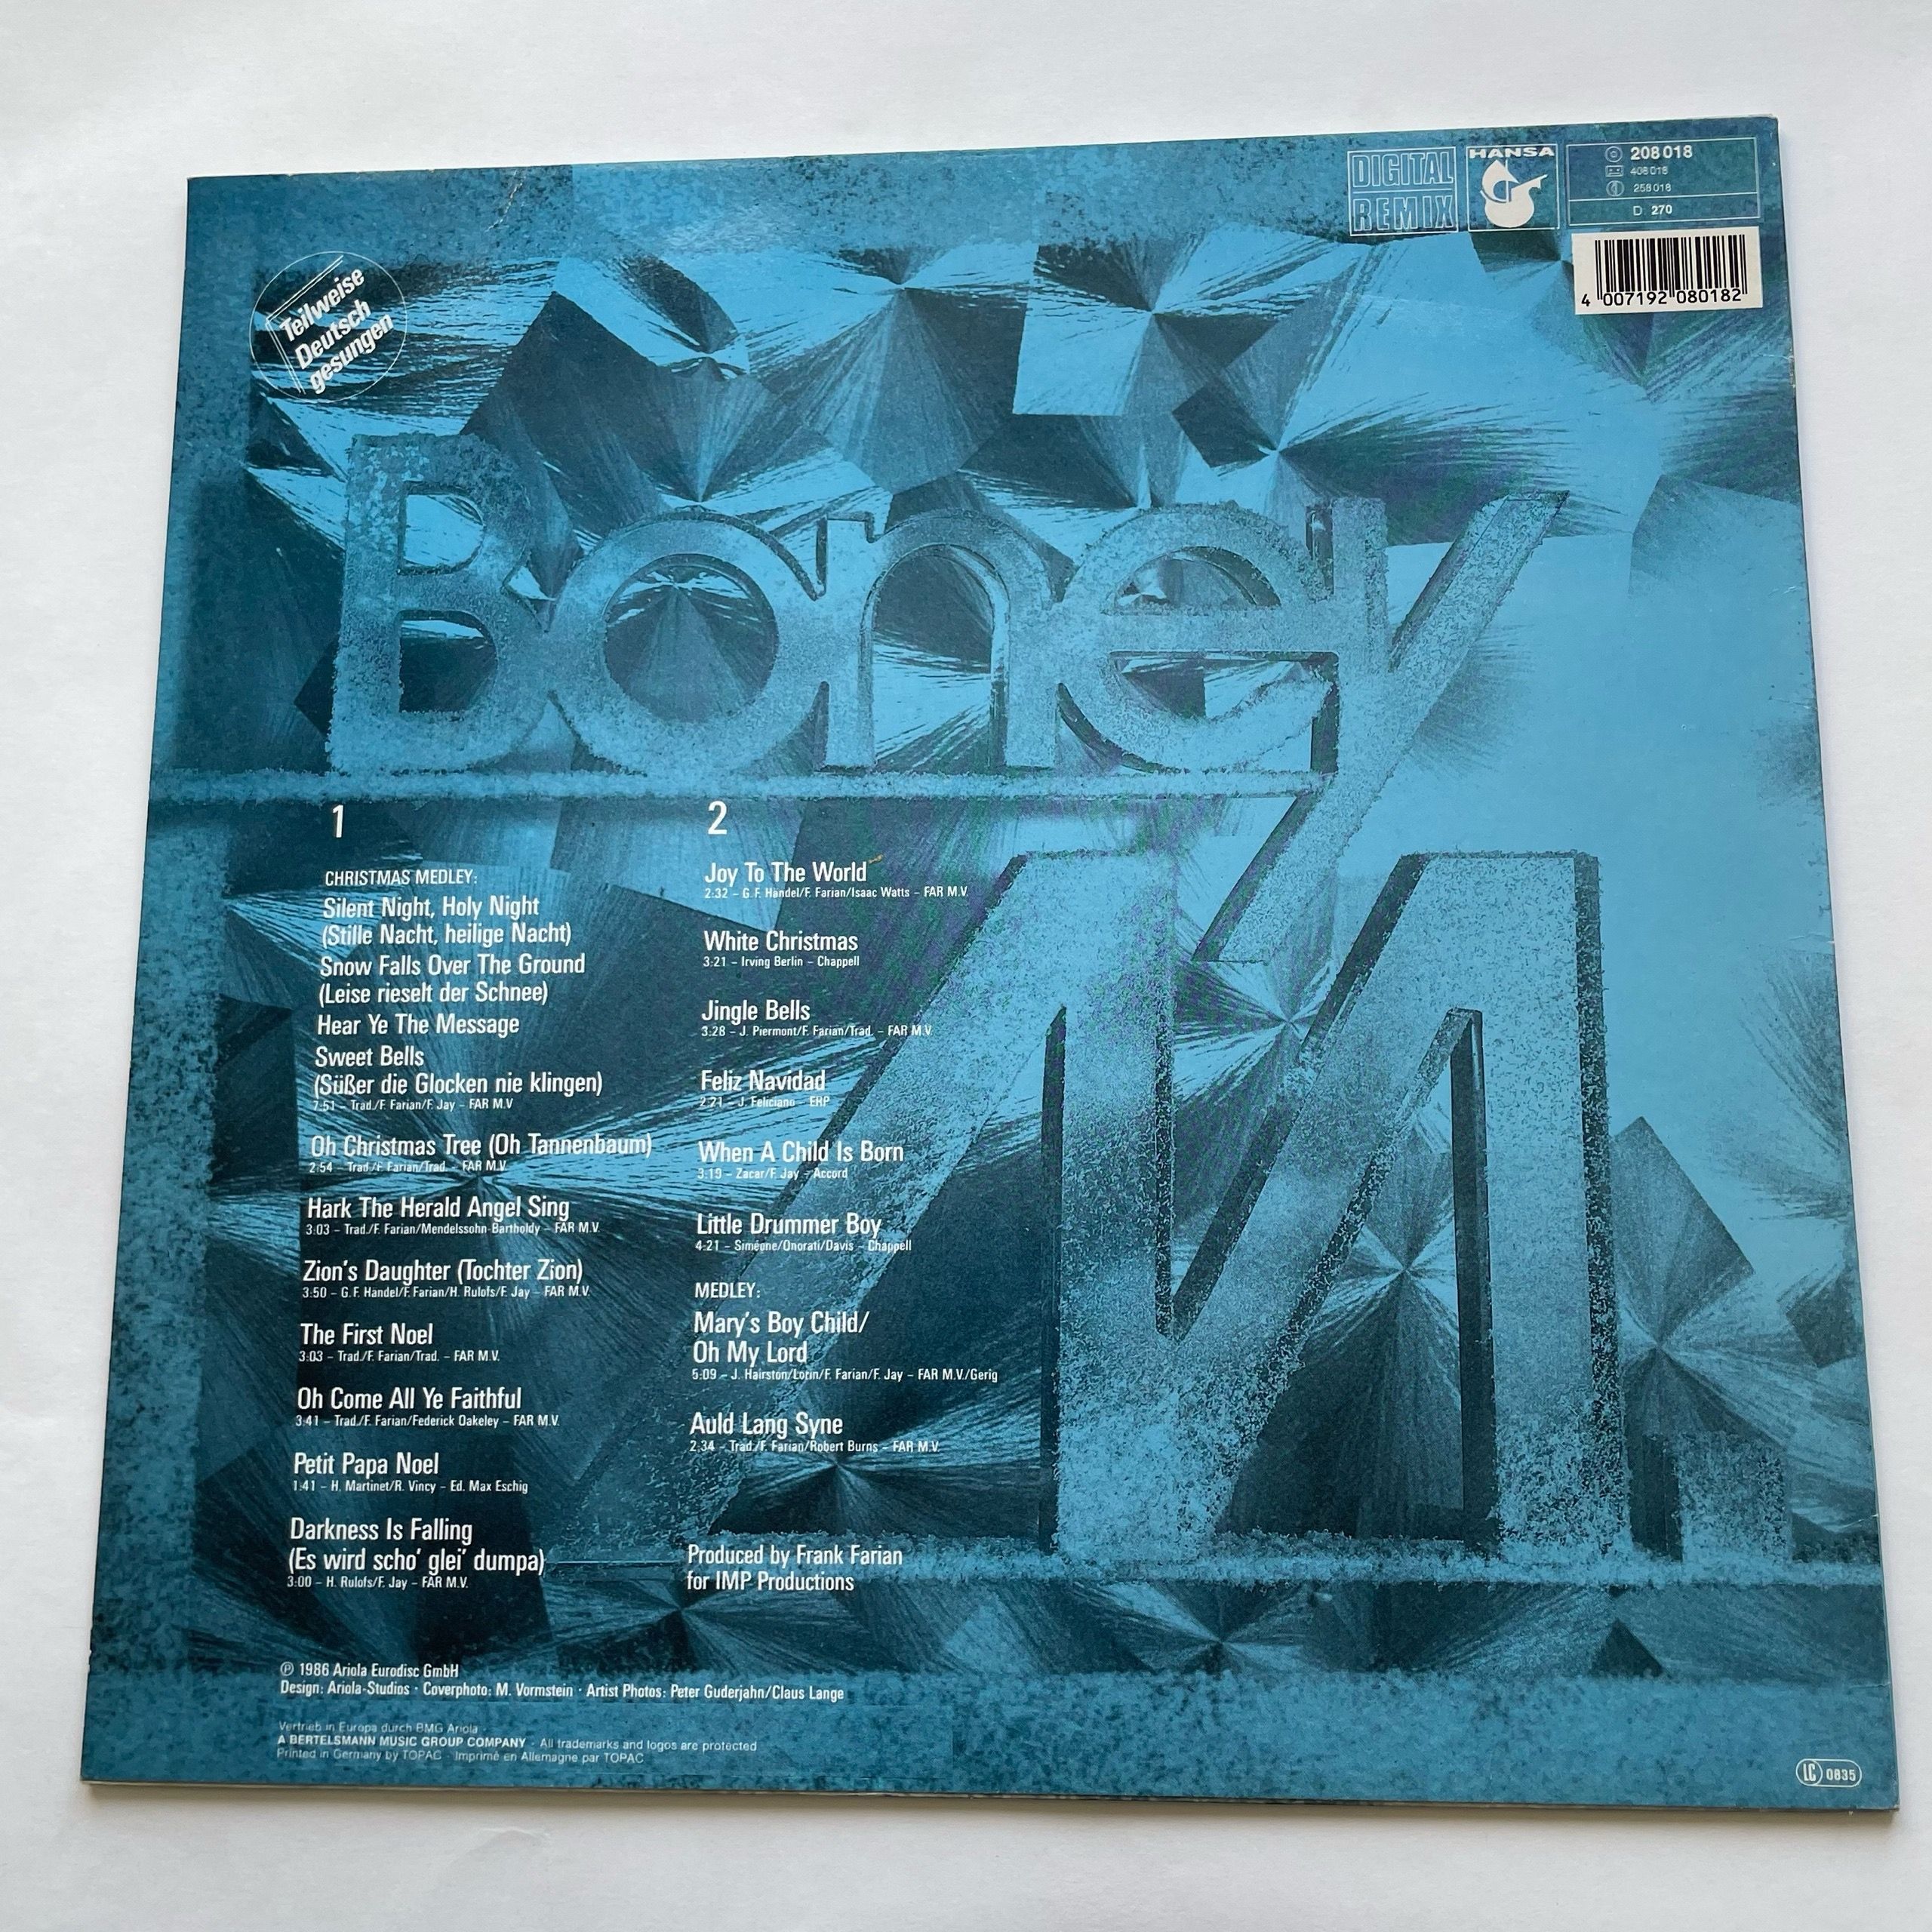 DIGITAL
REMIX
HANSA
208 018
408 018
258 018
D 270
4 007192 080182
Teilweise
Deutsch
gesungen
Boney
M
1
CHRISTMAS MEDLEY:
Silent Night, Holy Night
(Stille Nacht, heilige Nacht)
Snow Falls Over The Ground
(Leise rieselt der Schnee)
Hear Ye The Message
Sweet Bells
(Süßer die Glocken nie klingen)
7:51 – Trad./F. Farian/F. Jay – FAR M.V
Oh Christmas Tree (Oh Tannenbaum)
2:54 – Trad./F. Farian/Trad. – FAR M.V.
Hark The Herald Angel Sing
3:03 – Trad./F. Farian/Mendelssohn-Bartholdy – FAR M.V.
Zion's Daughter (Tochter Zion)
3:50 – G.F. Händel/F. Farian/H. Rulofs/F. Jay – FAR M.V.
The First Noel
3:03 – Trad./F. Farian/Trad. – FAR M.V.
Oh Come All Ye Faithful
3:41 – Trad./F. Farian/Federick Oakeley – FAR M.V.
Petit Papa Noel
1:41 – H. Martinet/R. Vincy – Ed. Max Eschig
Darkness Is Falling
(Es wird scho' glei' dumpa)
3:00 – H. Rulofs/F. Jay – FAR M.V.
2
Joy To The World
2:32 – G.F. Händel/F. Farian/Isaac Watts – FAR M.V.
White Christmas
3:21 – Irving Berlin – Chappell
Jingle Bells
3:28 – J. Piermont/F. Farian/Trad. – FAR M.V.
Feliz Navidad
2:21 – J. Feliciano – EHP
When A Child Is Born
3:19 – Zacar/F. Jay – Accord
Little Drummer Boy
4:21 – Simeone/Onorati/Davis – Chappell
MEDLEY:
Mary's Boy Child/
Oh My Lord
5:09 – J. Hairston/Lorin/F. Farian/F. Jay – FAR M.V./Gerig
Auld Lang Syne
2:34 – Trad./F. Farian/Robert Burns – FAR M.V.
Produced by Frank Farian
for IMP Productions
℗ 1986 Ariola Eurodisc GmbH
Design: Ariola-Studios · Coverphoto: M. Vormstein · Artist Photos: Peter Guderjahn/Claus Lange
Vertrieb in Europa durch BMG Ariola ·
A BERTELSMANN MUSIC GROUP COMPANY · All trademarks and logos are protected
Printed in Germany by TOPAC · Imprimé en Allemagne par TOPAC
LC 0835